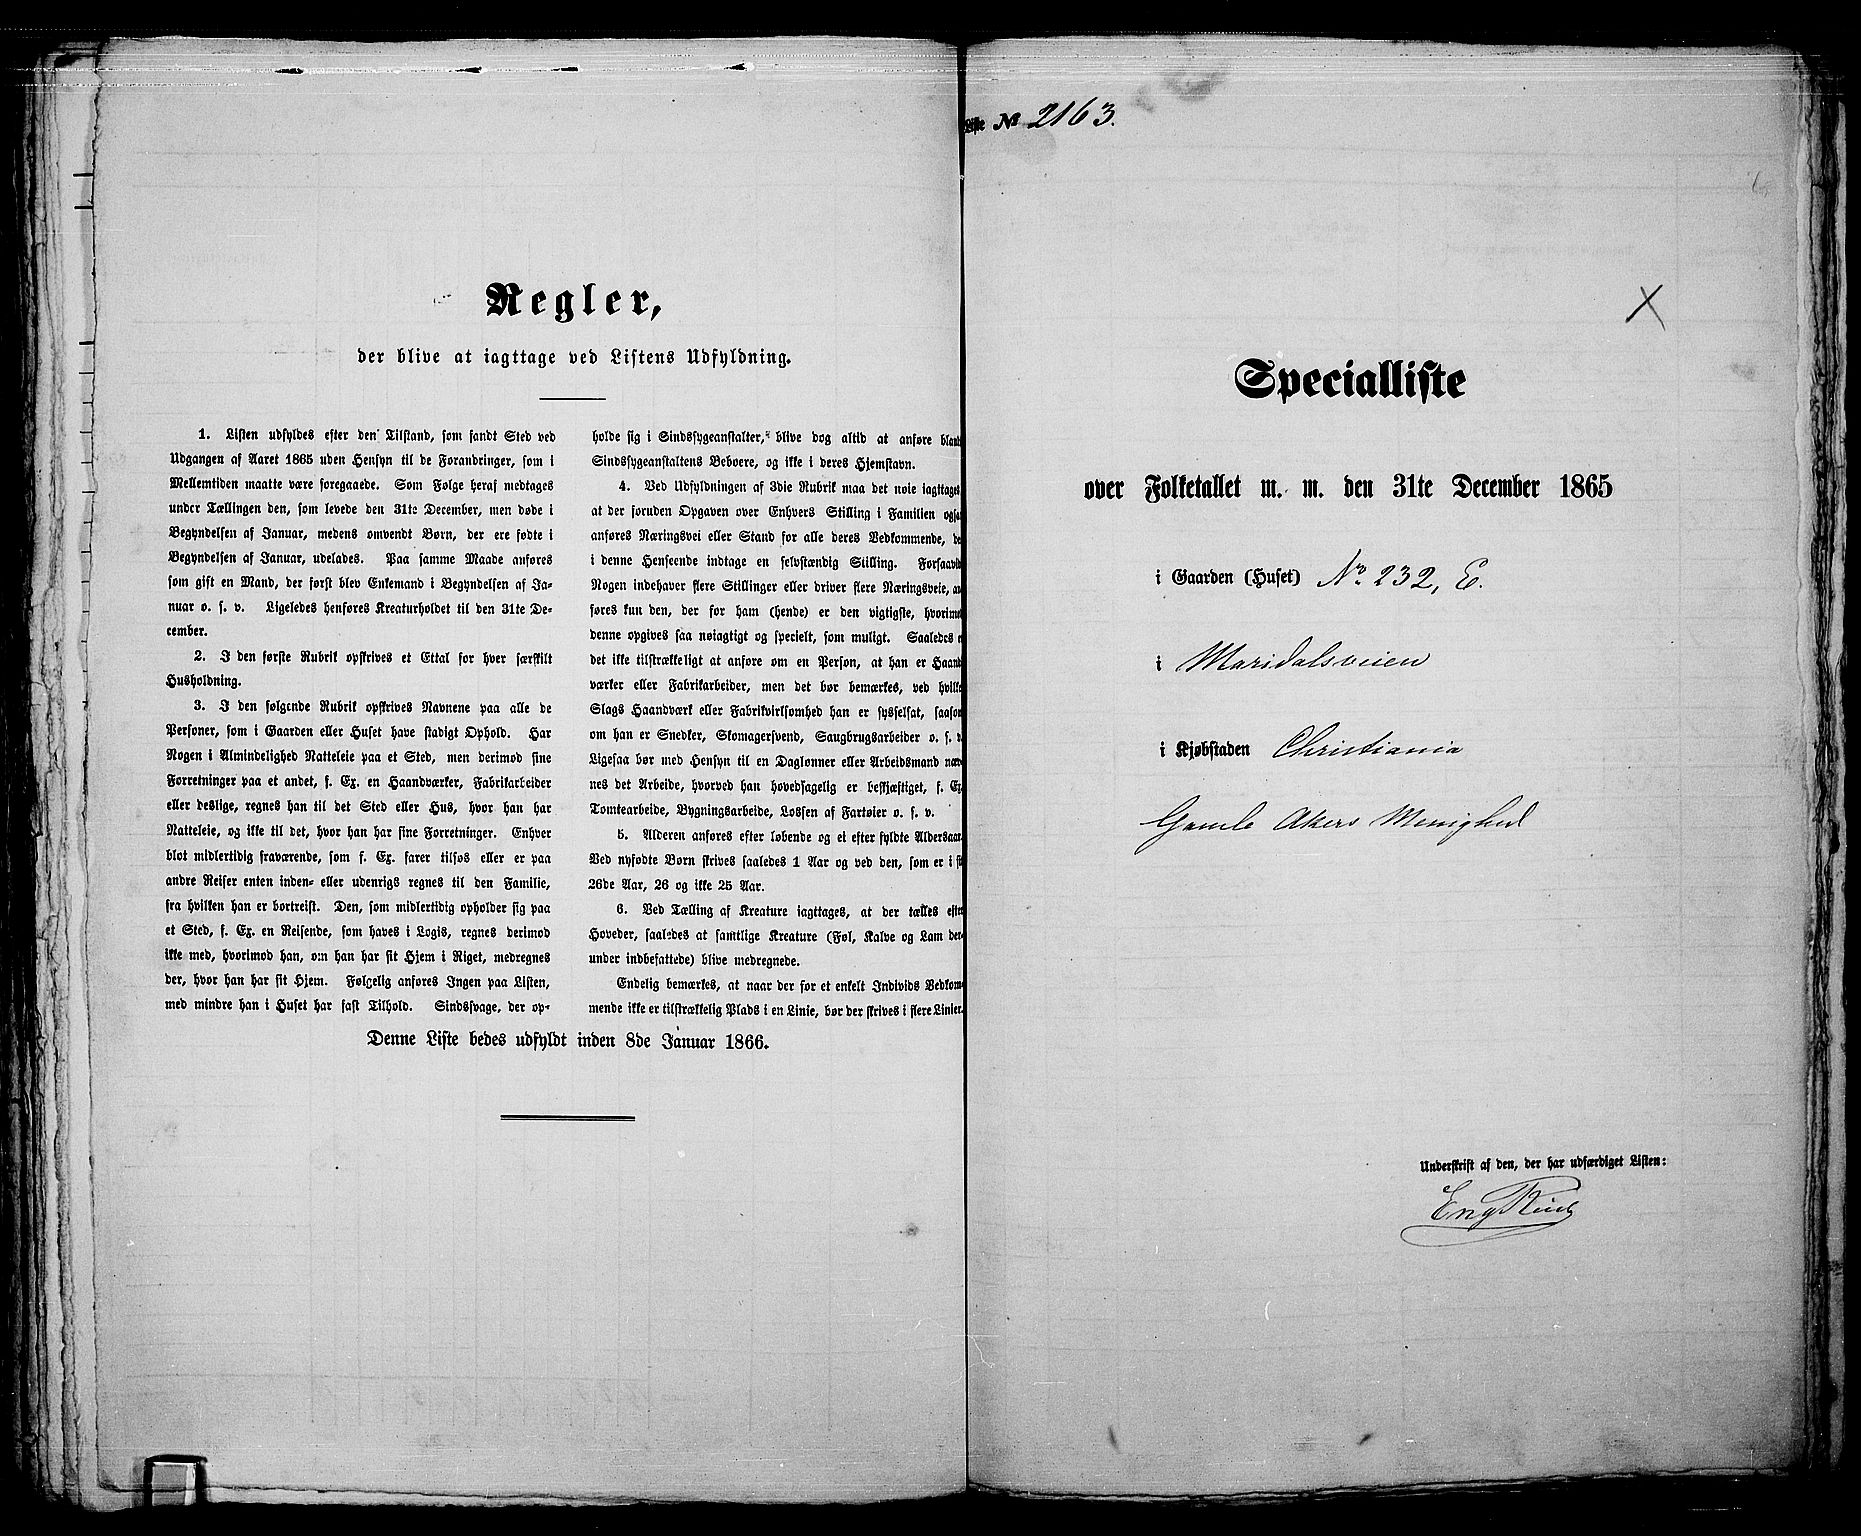 Regler,
der blive at iagttage ved Listens Udfyldning.
1. Listen udfyldes efter den Tilstand, som fandt Sted ved
Udgangen af Aaret 1865 uden Hensyn til de Forandringer, som i
Mellemtiden maatte være foregaaede. Som Følge heraf medtages
under Tællingen den, som levede den 31te December, men døde i
Begyndelsen af Januar, medens omvendt Børn, der ere fødte i
Begyndelsen af Januar, udelades. Paa samme Maade anføres
som gift en Mand, der først blev Enkemand i Begyndelsen af Ja-
nuar o. s. v. Ligeledes henføres Kreaturholdet til den 31te De-
cember.
2. I den første Rubrik opskrives et Ettal for hver særskilt
Husholdning.
3. I den følgende Rubrik opskrives Navnene paa alle de
Personer, som i Gaarden eller Huset have stadigt Ophold. Har
Nogen i Almindelighed Natteleie paa et Sted, men derimod sine
Forretninger paa et andet, f. Ex. en Haandværker, Fabrikarbeider
eller deslige, regnes han til det Sted eller Hus, hvor han har
Natteleie, og ikke til det, hvor han har sine Forretninger. Enhver
blot midlertidig fraværende, som f. Ex. farer tilsøs eller er paa
andre Reiser enten inden- eller udenrigs regnes til den Familie,
fra hvilken han er bortreist. Den, som midlertidig opholder sig paa
et Sted, f. Ex. en Reisende, som haves i Logis, regnes derimod
ikke med, hvorimod han, om han har sit Hjem i Riget, medregnes
der, hvor han har sit Hjem. Følgelig anføres Ingen paa Listen,
med mindre han i Huset har fast Tilhold. Sindssvage, der op-
holde sig i Sindssygeanstalter, blive dog altid at anføre bland
Sindssygeanstaltens Beboere, og ikke i deres Hjemstavn.
4. Ved Udfyldningen af 3die Rubrik maa det nøie iagttages,
at der foruden Opgaven over Enhvers Stilling i Familien ogsa
anføres Næringsvei eller Stand for alle deres Vedkommende, de
i denne Henseende indtage en selvstændig Stilling. Forsaavid
Nogen indehaver flere Stillinger eller driver flere Næringsveie, an
føres kun den, der for ham (hende) er den vigtigste, hvorimod
denne opgives saa nøiagtigt og specielt, som muligt. Saaledes e
det ikke tilstrækkeligt at anføre om en Person, at han er Haand
værker eller Fabrikarbeider, men det bør bemærkes, ved hvilke
Slags Haandværk eller Fabrikvirksomhed han er sysselsat, saasom
om han er Snedker, Skomagersvend, Saugbrugsarbeider o. s. v.
Ligesaa bør med Hensyn til en Daglønner eller Arbeidsmand næv
nes det Arbeide, hvorved han hovedsagelig er beskjæftiget, f. Ex.
Tomtearbeide, Bygningsarbeide, Lossen af Fartøier o. s. v.
5. Alderen anføres efter løbende og ei efter fyldte Aldersaar.
Ved nyfødte Børn skrives saaledes 1 Aar og ved den, som er i sit
26de Aar, 26 og ikke 25 Aar.
6. Ved Tælling af Kreature iagttages, at der tælles efter
Hoveder, saaledes at samtlige Kreature (Føl, Kalve og Lam der-
under indbefattede) blive medregnede.
Endelig bemærkes, at naar der for et enkelt Individs Vedkom-
mende ikke er tilstrækkelig Plads i en Linie, bør der skrives i flere Linier.
Denne Liste bedes udfyldt inden 8de Januar 1866.
Liste № 2163.
Specialliste
over Folketallet m. m. den 31te December 1865
i Gaarden (Huset) No 232, E.
i Maridalsveien
i Kjøbstaden Christiania
Gamle Akers Menighed
Underskrift af den, der har udfærdiget Listen: